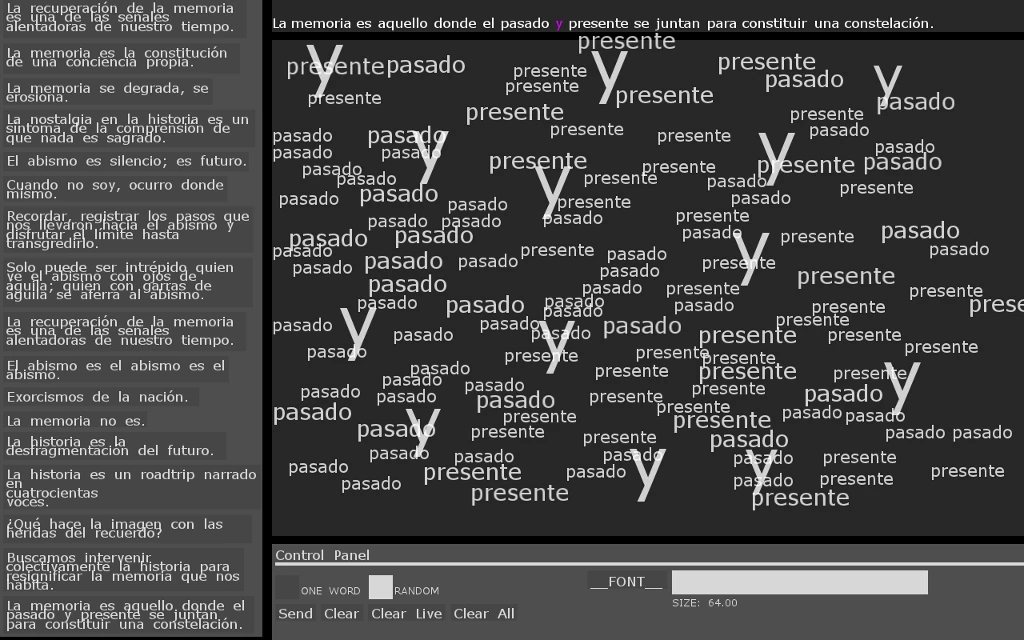 La recuperación de la memoria
es una de las señales
alentadoras de nuestro tiempo.
La memoria es la constitución
de una conciencia propia.
La memoria se degrada, se
erosiona.
La nostalgia en la historia es un
síntoma de la comprensión de
que nada es sagrado.
El abismo es silencio; es futuro.
Cuando no soy, ocurro donde
mismo.
Recordar, registrar los pasos que
nos llevaron hacia el abismo y
disfrutar el límite hasta
transgredirlo.
Solo puede ser intrépido quien
ve el abismo con ojos de
águila; quien con garras de
águila se aferra al abismo.
La recuperación de la memoria
es una de las señales
alentadoras de nuestro tiempo.
El abismo es el abismo es el
abismo.
Exorcismos de la nación.
La memoria no es.
La historia es la
desfragmentación del futuro.
La historia es un roadtrip narrado
en
cuatrocientas
voces.
¿Qué hace la imagen con las
heridas del recuerdo?
Buscamos intervenir
colectivamente la historia para
resignificar la memoria que nos
habita.
La memoria es aquello donde el
pasado y presente se juntan
para constituir una constelación.
La memoria es aquello donde el pasado y presente se juntan para constituir una constelación.
presente
presente pasado y presente y presente
presente pasado y
presente presente pasado
presente presente
pasado presente pasado
pasado pasado y presente presente y pasado
pasado pasado presente presente presente pasado
pasado pasado y presente pasado presente
pasado pasado pasado presente pasado
pasado pasado pasado presente
pasado pasado pasado y presente pasado
pasado pasado presente pasado presente pasado
pasado pasado pasado pasado presente presente
pasado pasado presente presente
pasado pasado pasado pasado presente prese
pasado y pasado pasado y pasado pasado presente
pasado pasado presente presente
pasado presente presente presente presente
pasado pasado presente presente presente y
pasado pasado pasado presente pasado
pasado pasado y presente presente presente pasado pasado
pasado presente presente pasado pasado pasado
pasado pasado pasado y pasado y presente
pasado presente pasado pasado presente presente
pasado presente presente
Control Panel
ONE WORD RANDOM
__FONT__
SIZE: 64.00
Send Clear Clear Live Clear All